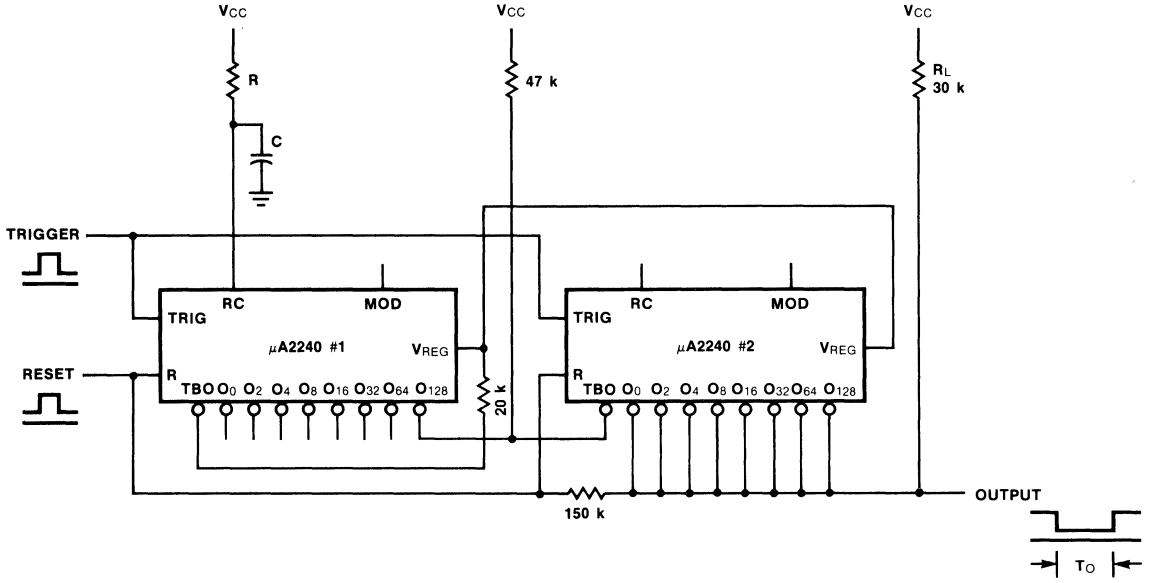 VCC
VCC
VCC
R
47 k
RL
30 k
C
TRIGGER
RC
MOD
RC
MOD
TRIG
TRIG
μA2240 #1
VREG
μA2240 #2
VREG
RESET
R
R
TBO O0 O2 O4 O8 O16 O32 O64 O128
20 k
TBO O0 O2 O4 O8 O16 O32 O64 O128
150 k
OUTPUT
TO